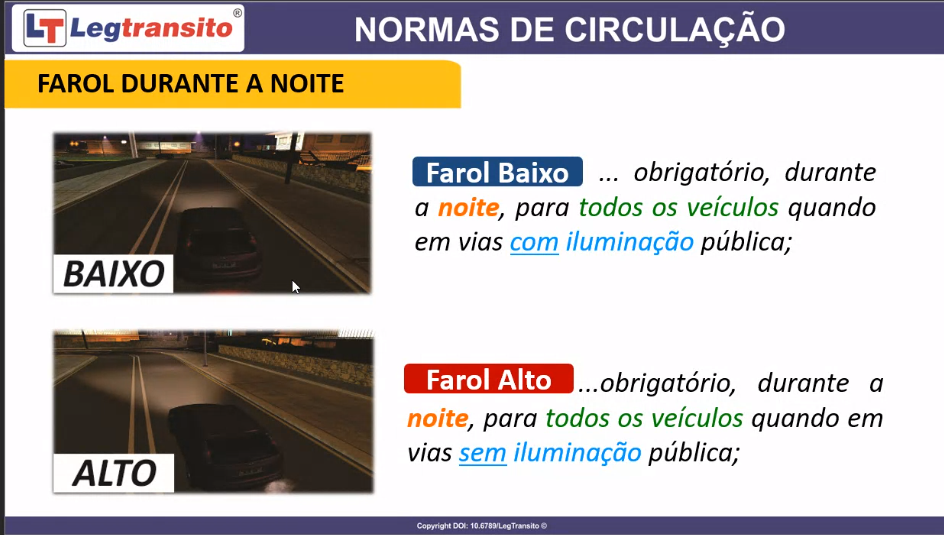 LT Legtransito®
NORMAS DE CIRCULAÇÃO
FAROL DURANTE A NOITE
BAIXO
Farol Baixo ... obrigatório, durante
a noite, para todos os veículos quando
em vias com iluminação pública;
ALTO
Farol Alto ...obrigatório, durante a
noite, para todos os veículos quando em
vias sem iluminação pública;
Copyright DOI: 10.6789/LegTransito ©